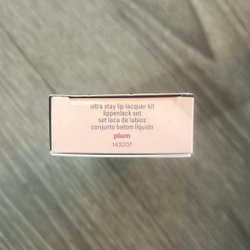 ultra stay lip lacquer kit
lippenlack set
set laca de labios
conjunto batom líquido
plum
143207